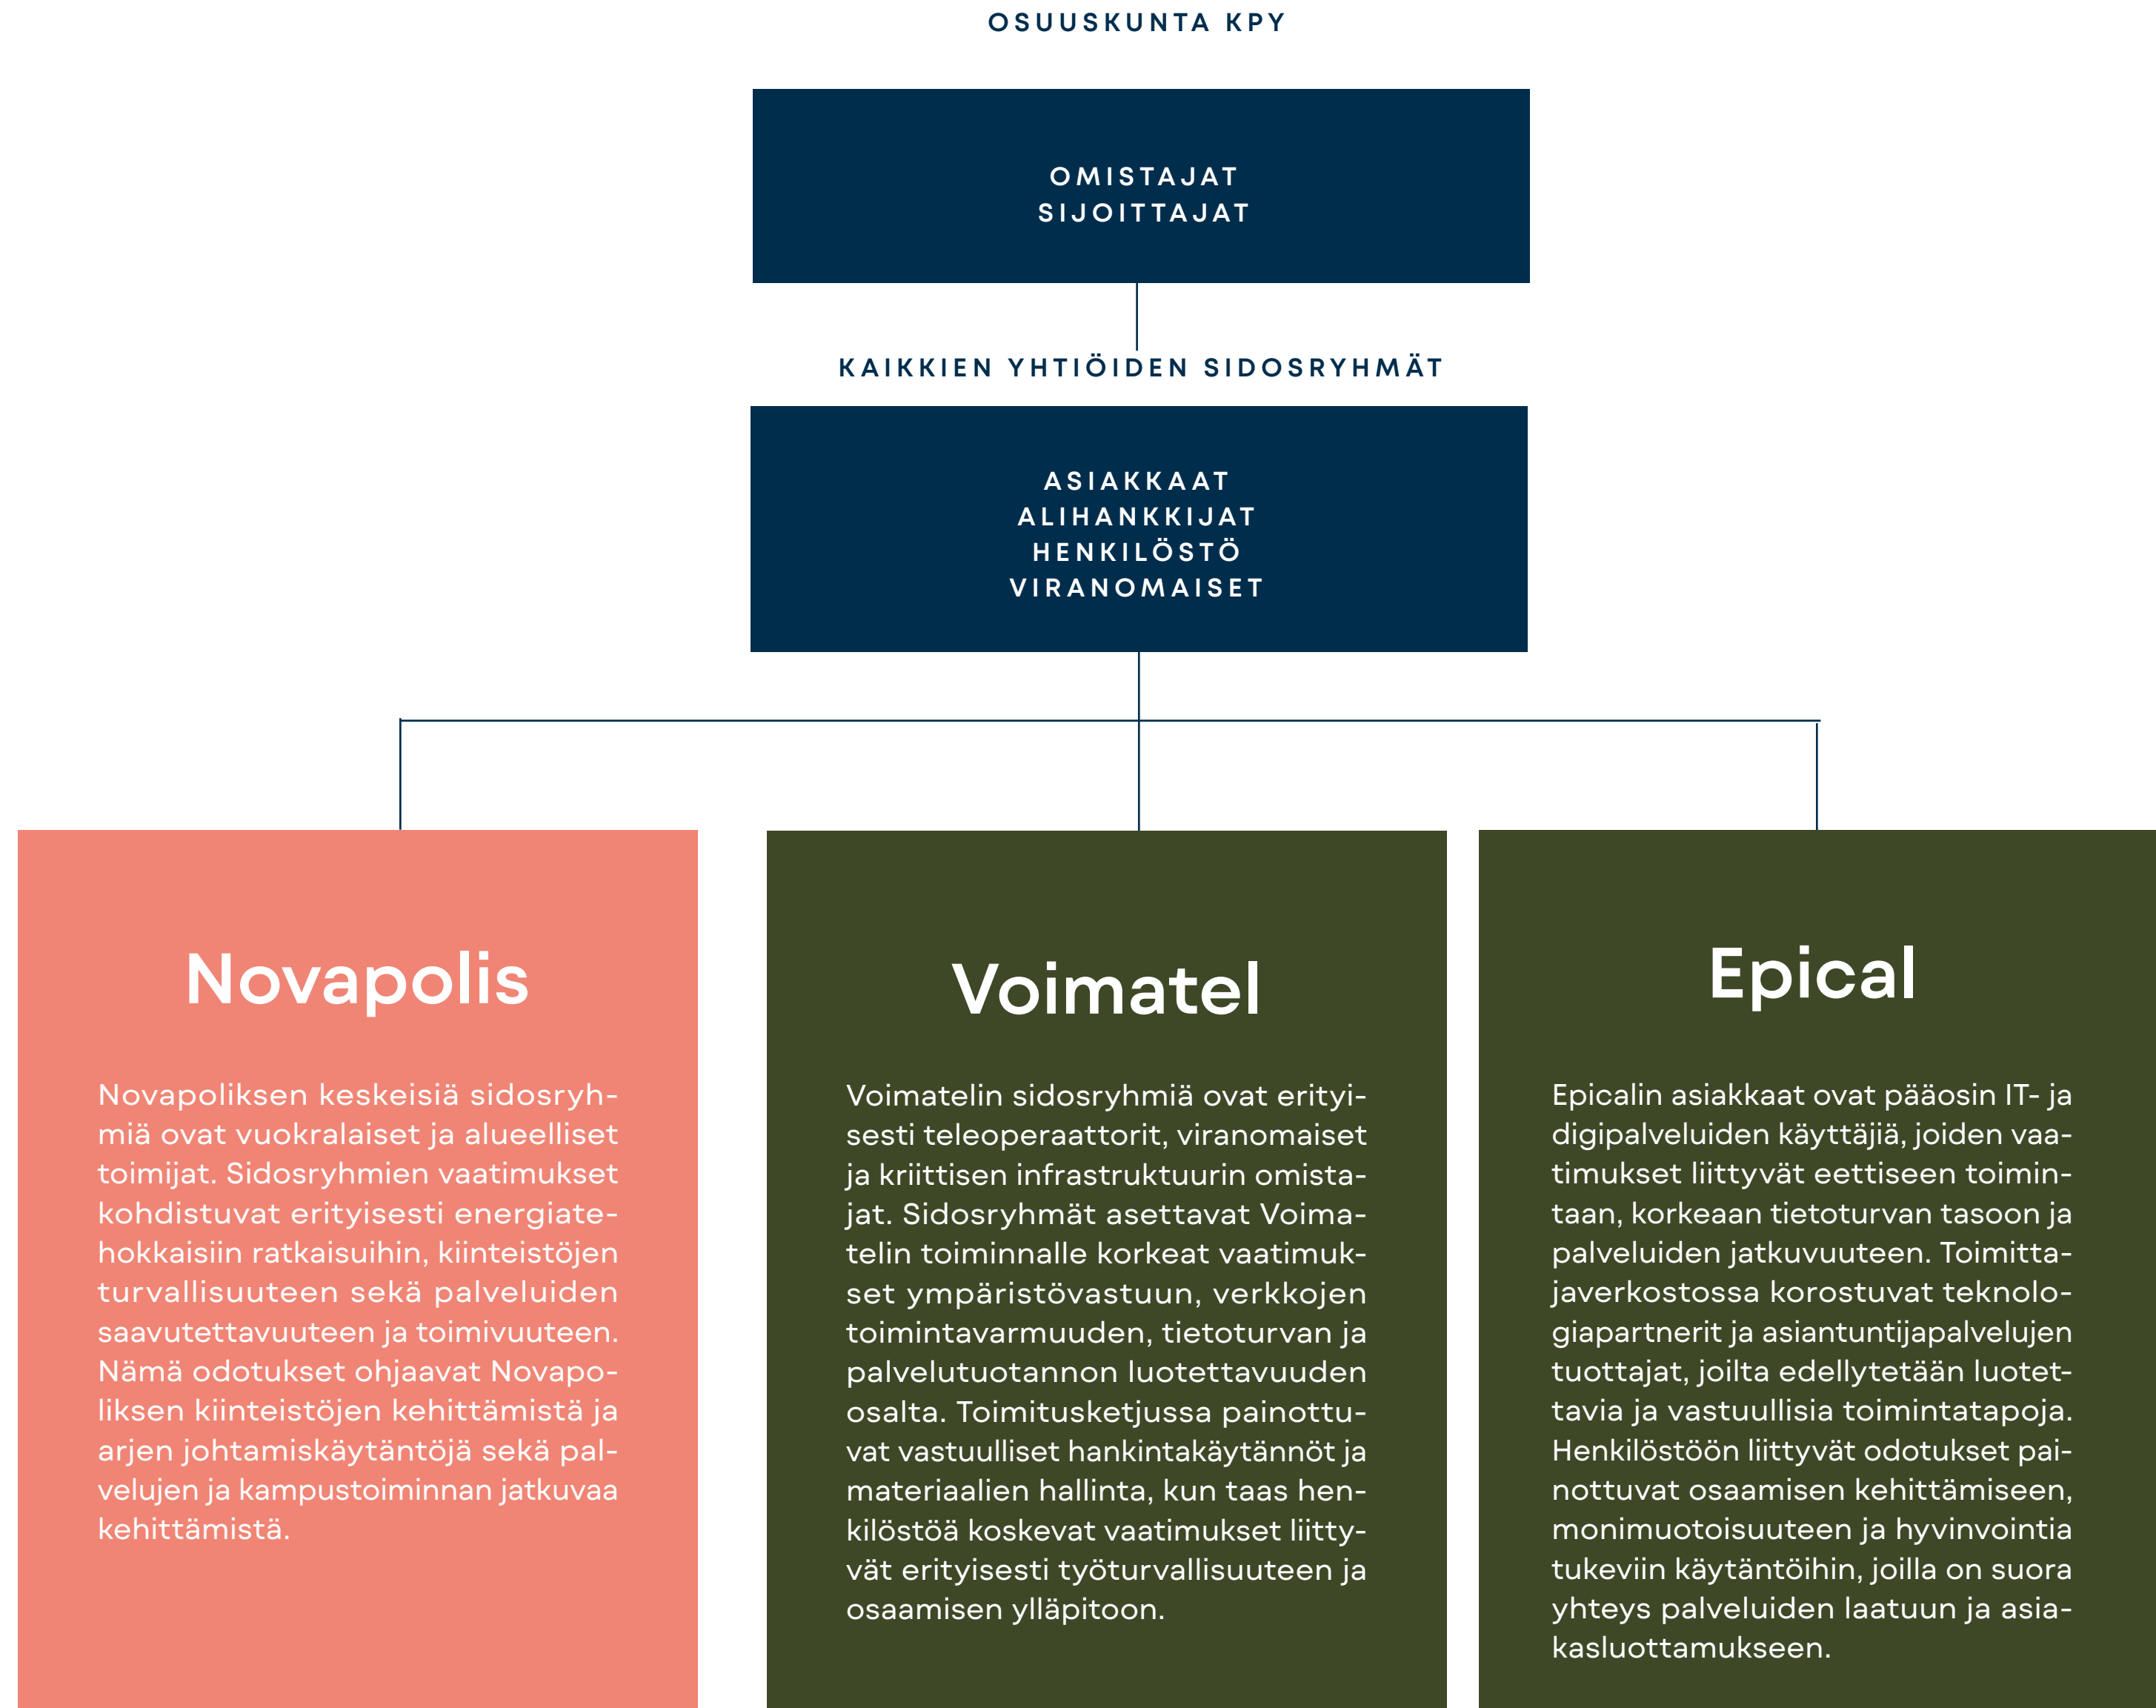 OSUUSKUNTA KPY
OMISTAJAT
SIJOITTAJAT
KAIKKIEN YHTIÖIDEN SIDOSRYHMÄT
ASIAKKAAT
ALIHANKKIJAT
HENKILÖSTÖ
VIRANOMAISET
Novapolis
Novapoliksen keskeisiä sidosryh-
miä ovat vuokralaiset ja alueelliset
toimijat. Sidosryhmien vaatimukset
kohdistuvat erityisesti energiate-
hokkaisiin ratkaisuihin, kiinteistöjen
turvallisuuteen sekä palveluiden
saavutettavuuteen ja toimivuuteen.
Nämä odotukset ohjaavat Novapo-
liksen kiinteistöjen kehittämistä ja
arjen johtamiskäytäntöjä sekä pal-
velujen ja kampustoiminnan jatkuvaa
kehittämistä.
Voimatel
Voimatelin sidosryhmiä ovat erityi-
sesti teleoperaattorit, viranomaiset
ja kriittisen infrastruktuurin omista-
jat. Sidosryhmät asettavat Voima-
telin toiminnalle korkeat vaatimuk-
set ympäristövastuun, verkkojen
toimintavarmuuden, tietoturvan ja
palvelutuotannon luotettavuuden
osalta. Toimitusketjussa painottu-
vat vastuulliset hankintakäytännöt ja
materiaalien hallinta, kun taas hen-
kilöstöä koskevat vaatimukset liitty-
vät erityisesti työturvallisuuteen ja
osaamisen ylläpitoon.
Epical
Epicalin asiakkaat ovat pääosin IT- ja
digipalveluiden käyttäjiä, joiden vaa-
timukset liittyvät eettiseen toimin-
taan, korkeaan tietoturvan tasoon ja
palveluiden jatkuvuuteen. Toimitta-
javerkostossa korostuvat teknolo-
giapartnerit ja asiantuntijapalvelujen
tuottajat, joilta edellytetään luotet-
tavia ja vastuullisia toimintatapoja.
Henkilöstöön liittyvät odotukset pai-
nottuvat osaamisen kehittämiseen,
monimuotoisuuteen ja hyvinvointia
tukeviin käytäntöihin, joilla on suora
yhteys palveluiden laatuun ja asia-
kasluottamukseen.